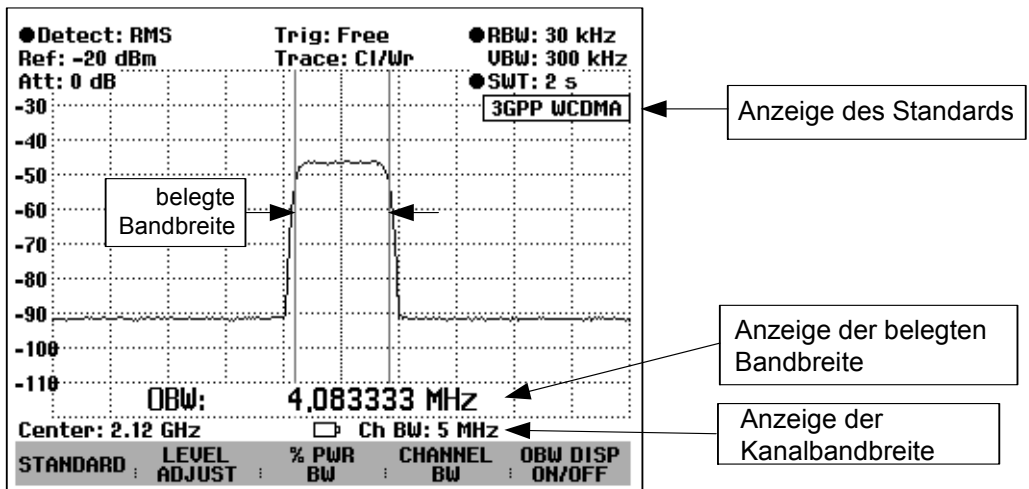 ●Detect: RMS Trig: Free ●RBW: 30 kHz
Ref: -20 dBm Trace: Cl/Wr VBW: 300 kHz
Att: 0 dB ●SWT: 2 s
3GPP WCDMA
Anzeige des Standards
-30
-40
-50
-60
-70
-80
-90
-100
-110
belegte
Bandbreite
Anzeige der belegten
Bandbreite
OBW: 4,083333 MHz
Center: 2.12 GHz Ch BW: 5 MHz
Anzeige der
Kanalbandbreite
STANDARD LEVEL ADJUST % PWR BW CHANNEL BW OBW DISP ON/OFF